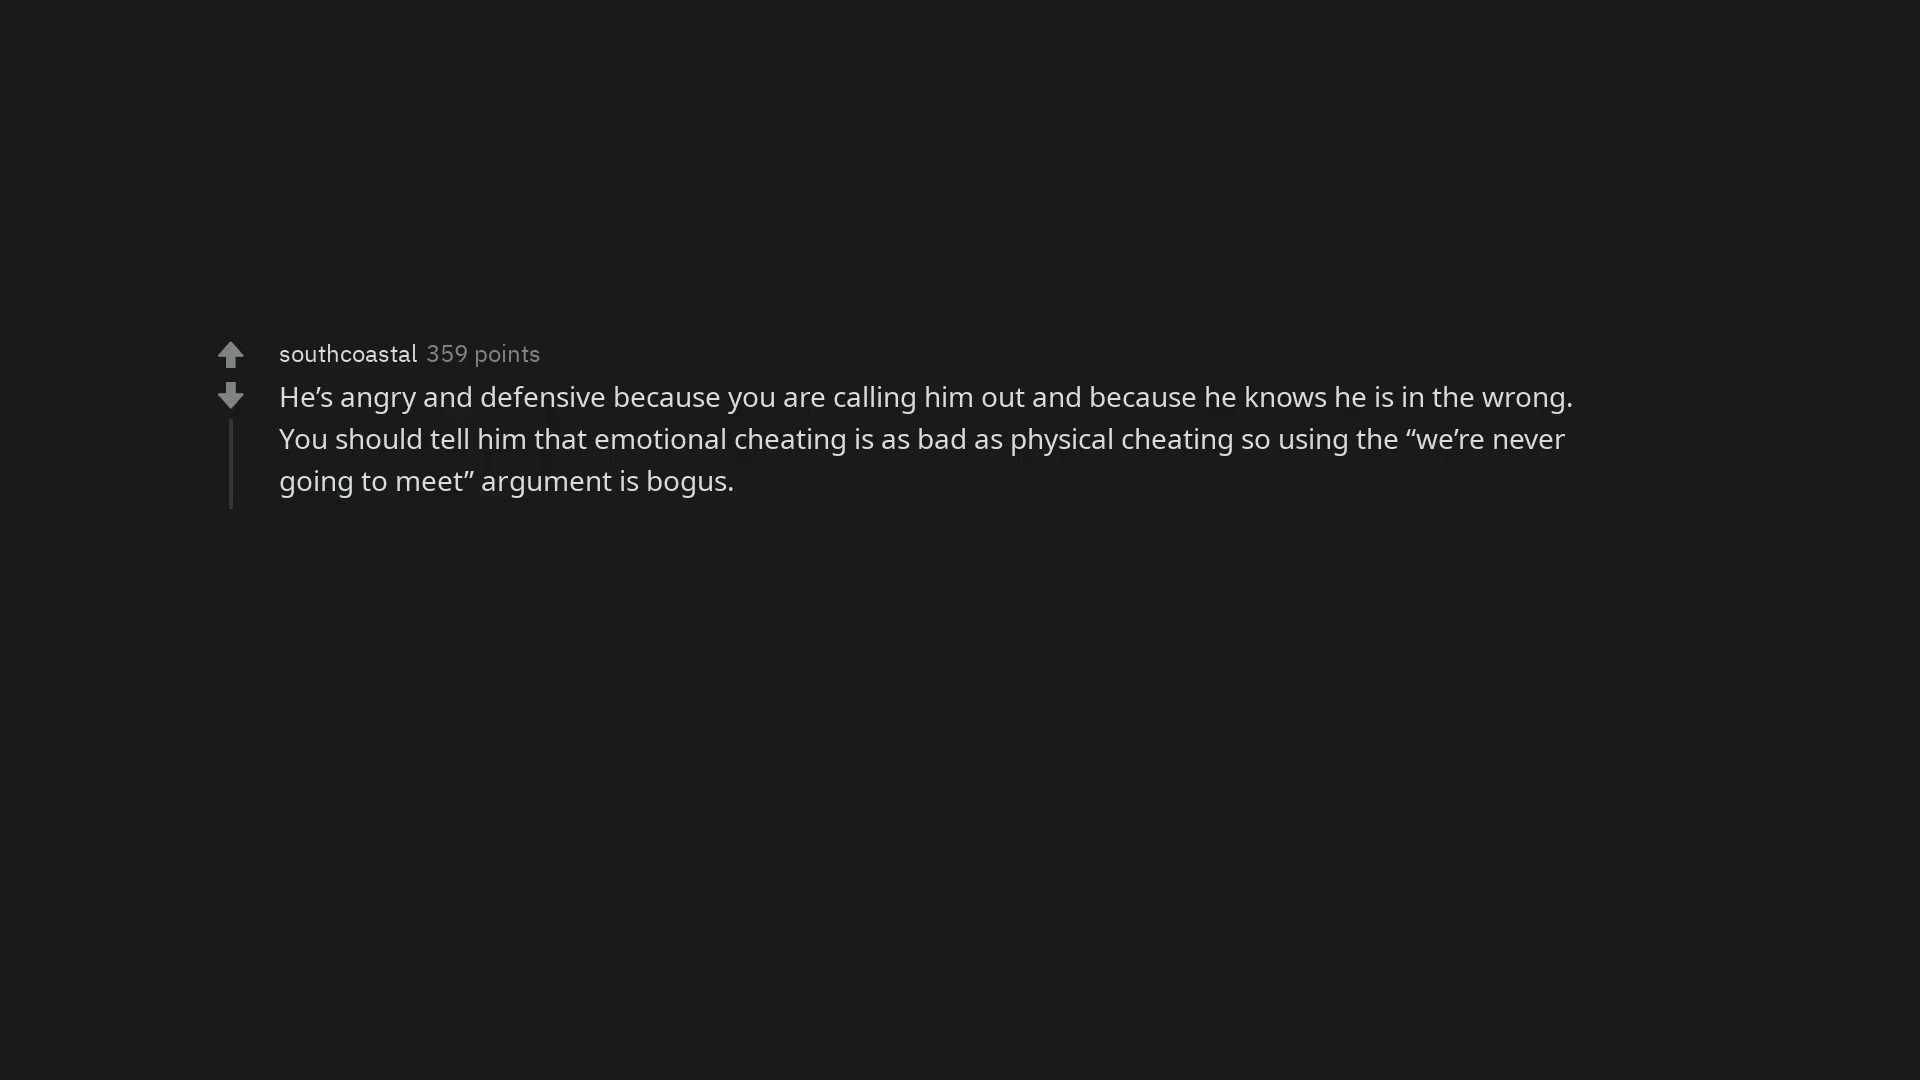 southcoastal 359 points
He’s angry and defensive because you are calling him out and because he knows he is in the wrong.
You should tell him that emotional cheating is as bad as physical cheating so using the “we’re never
going to meet” argument is bogus.